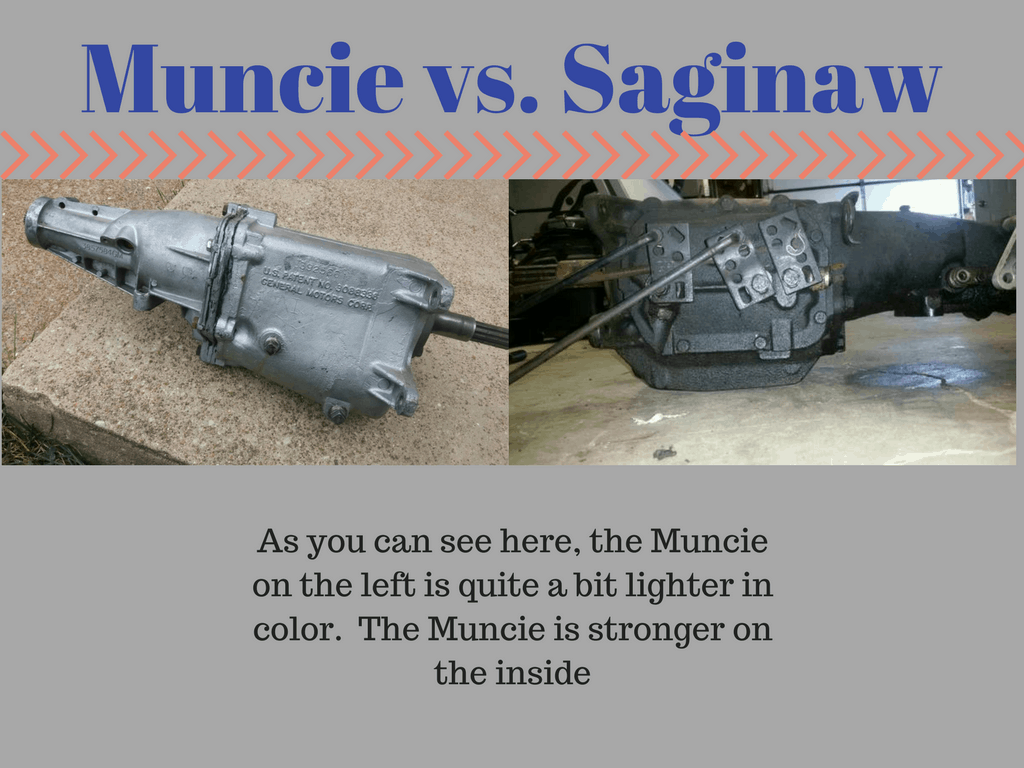 Muncie vs. Saginaw
U.S. PATENT NO. 3088336
GENERAL MOTORS CORP.
As you can see here, the Muncie
on the left is quite a bit lighter in
color.  The Muncie is stronger on
the inside